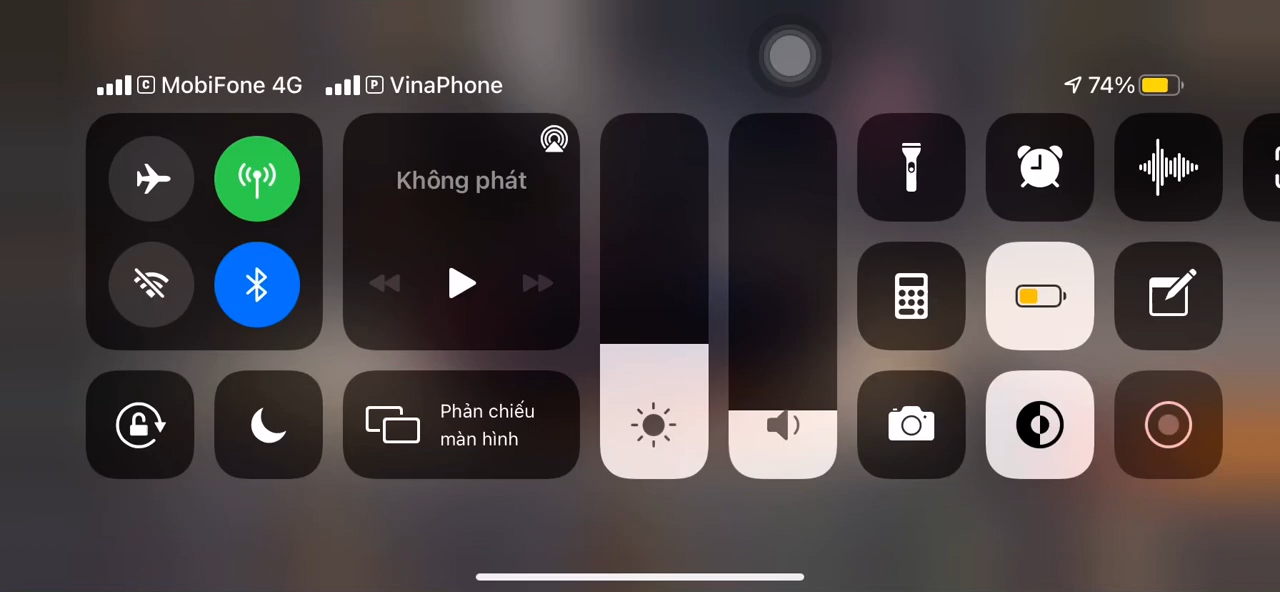 C MobiFone 4G P VinaPhone 74%
Không phát
Phản chiếu
màn hình